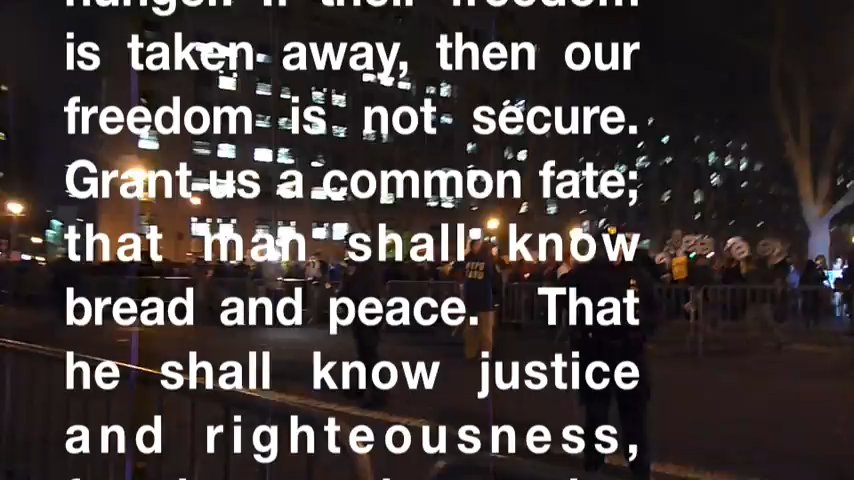 is taken away, then our
freedom is not secure.
Grant us a common fate;
that man shall know
bread and peace. That
he shall know justice
and righteousness,